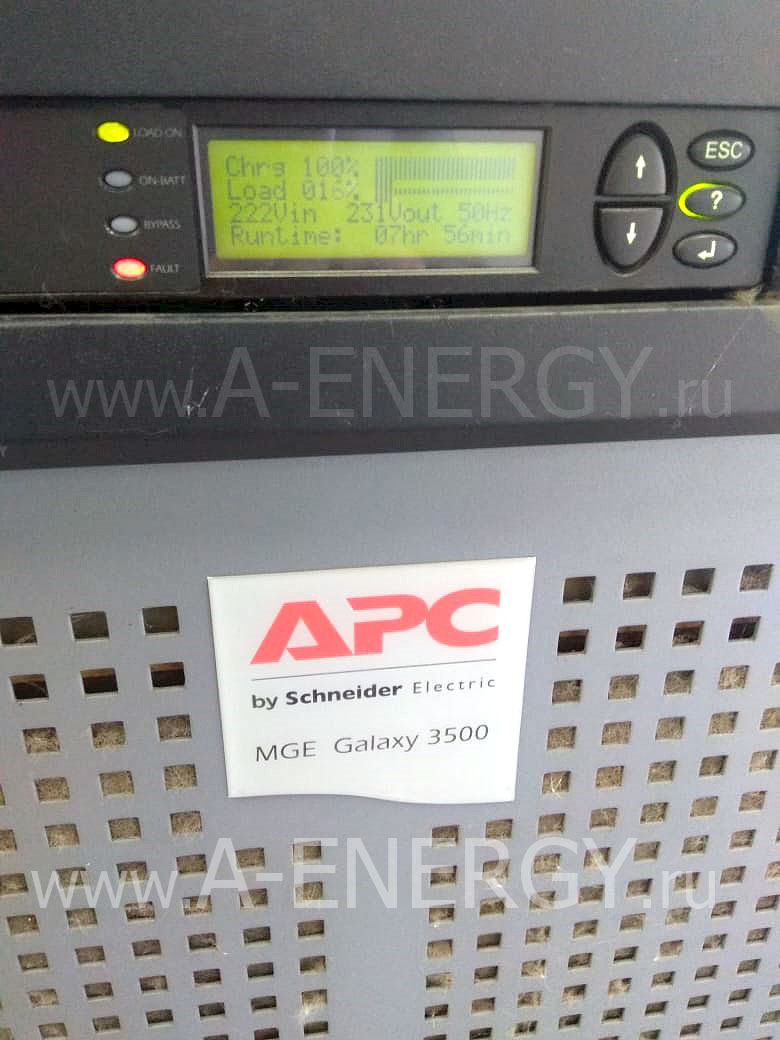 LOAD ON
ON-BATT
BYPASS
FAULT
Chrg 100%
Load 016%
222Vin 231Vout 50Hz
Runtime: 07hr 56min
ESC
?
www.A-ENERGY.ru
APC
by Schneider Electric
MGE Galaxy 3500
www.A-ENERGY.ru